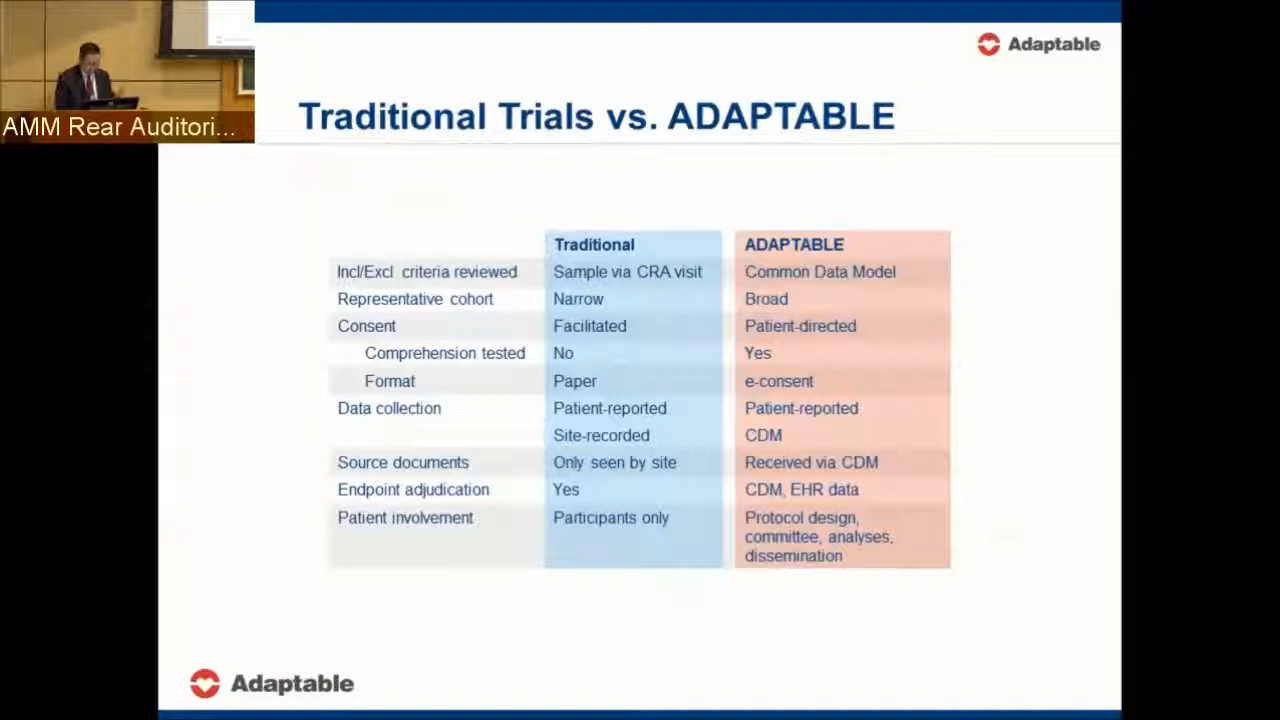 Adaptable
AMM Rear Auditori...
Traditional Trials vs. ADAPTABLE
Traditional ADAPTABLE
Incl/Excl criteria reviewed Sample via CRA visit Common Data Model
Representative cohort Narrow Broad
Consent Facilitated Patient-directed
Comprehension tested No Yes
Format Paper e-consent
Data collection Patient-reported Patient-reported
Site-recorded CDM
Source documents Only seen by site Received via CDM
Endpoint adjudication Yes CDM, EHR data
Patient involvement Participants only Protocol design,
committee, analyses,
dissemination
Adaptable